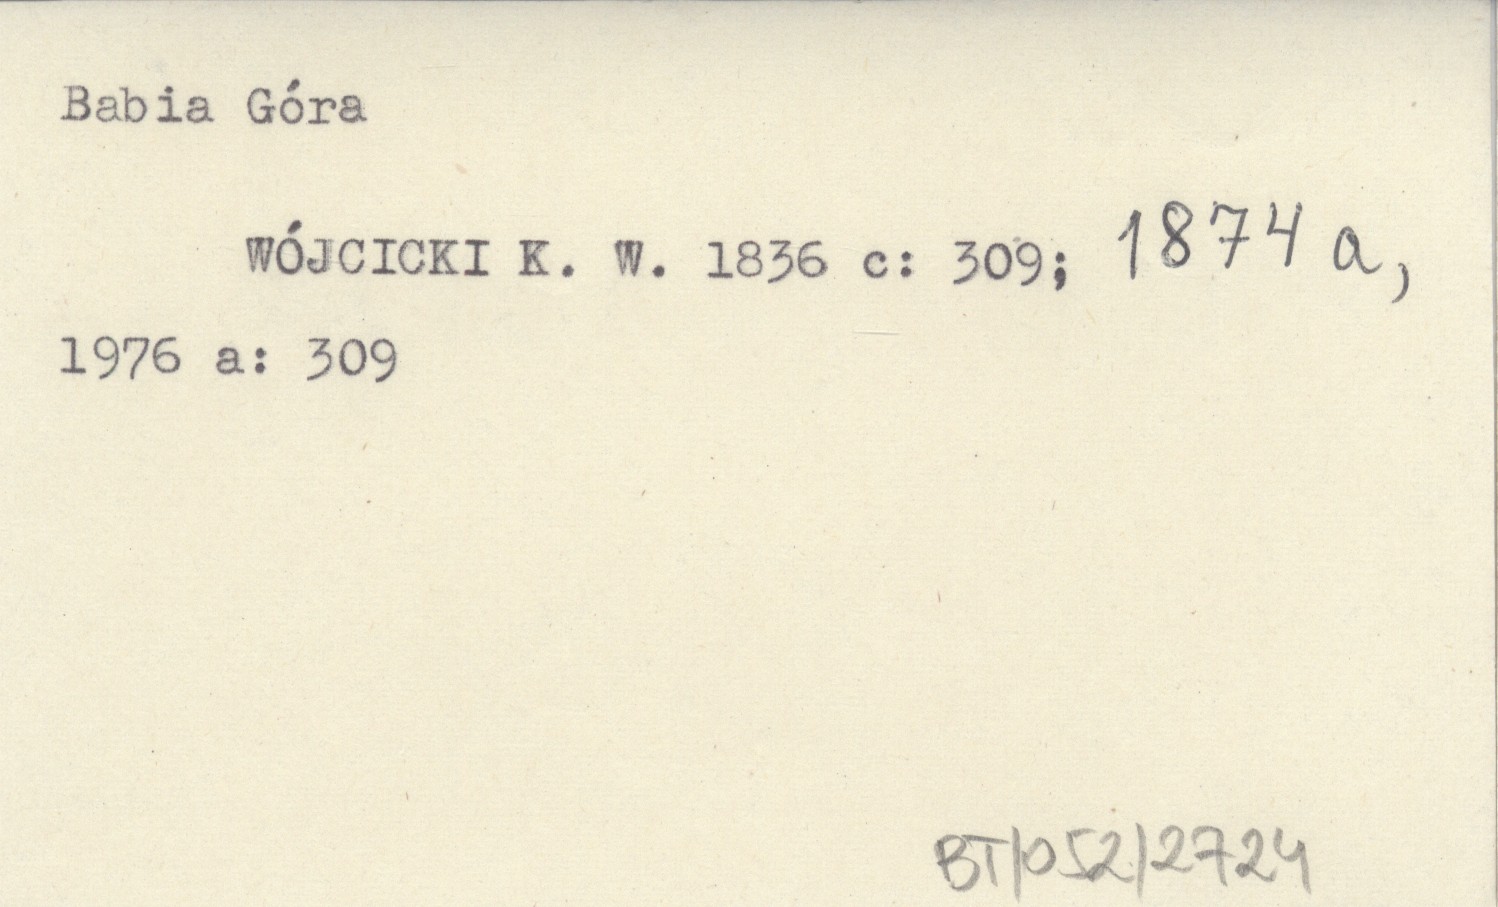 Babia Góra
WÓJCICKI K. W. 1836 c: 309; 1874 a,
1976 a: 309
BT/052/2724